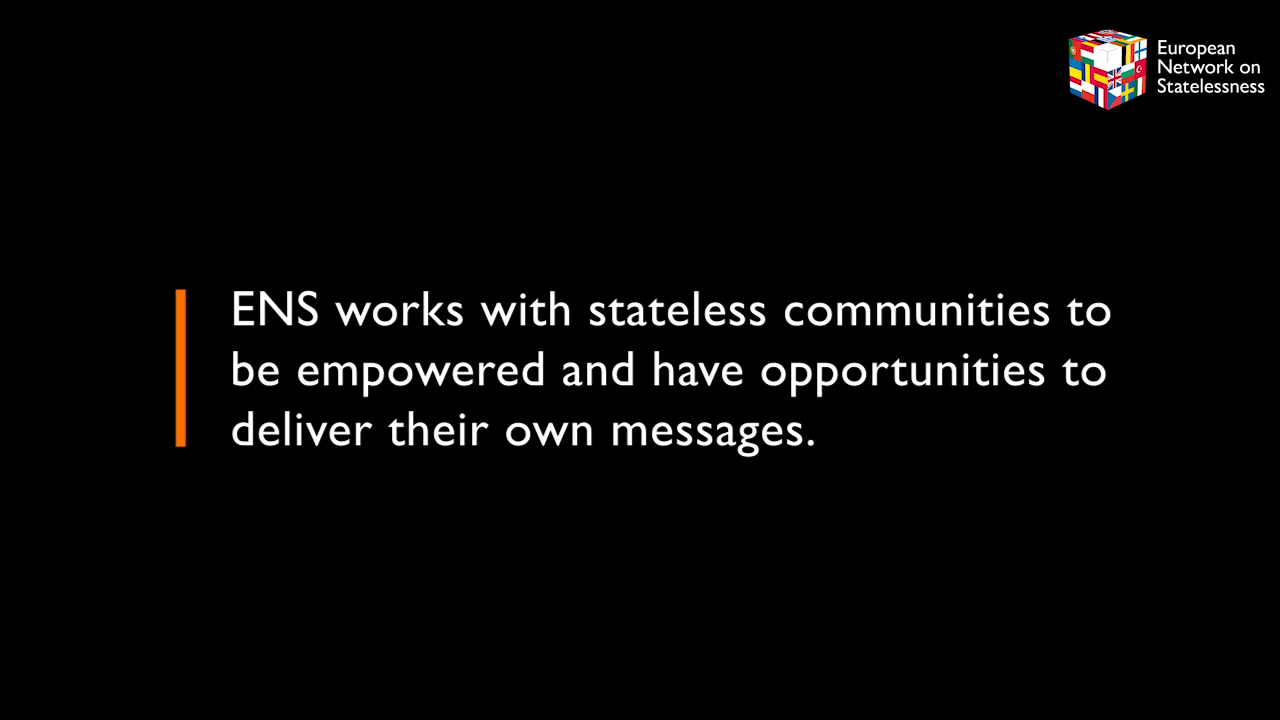 European
Network on
Statelessness
ENS works with stateless communities to
be empowered and have opportunities to
deliver their own messages.